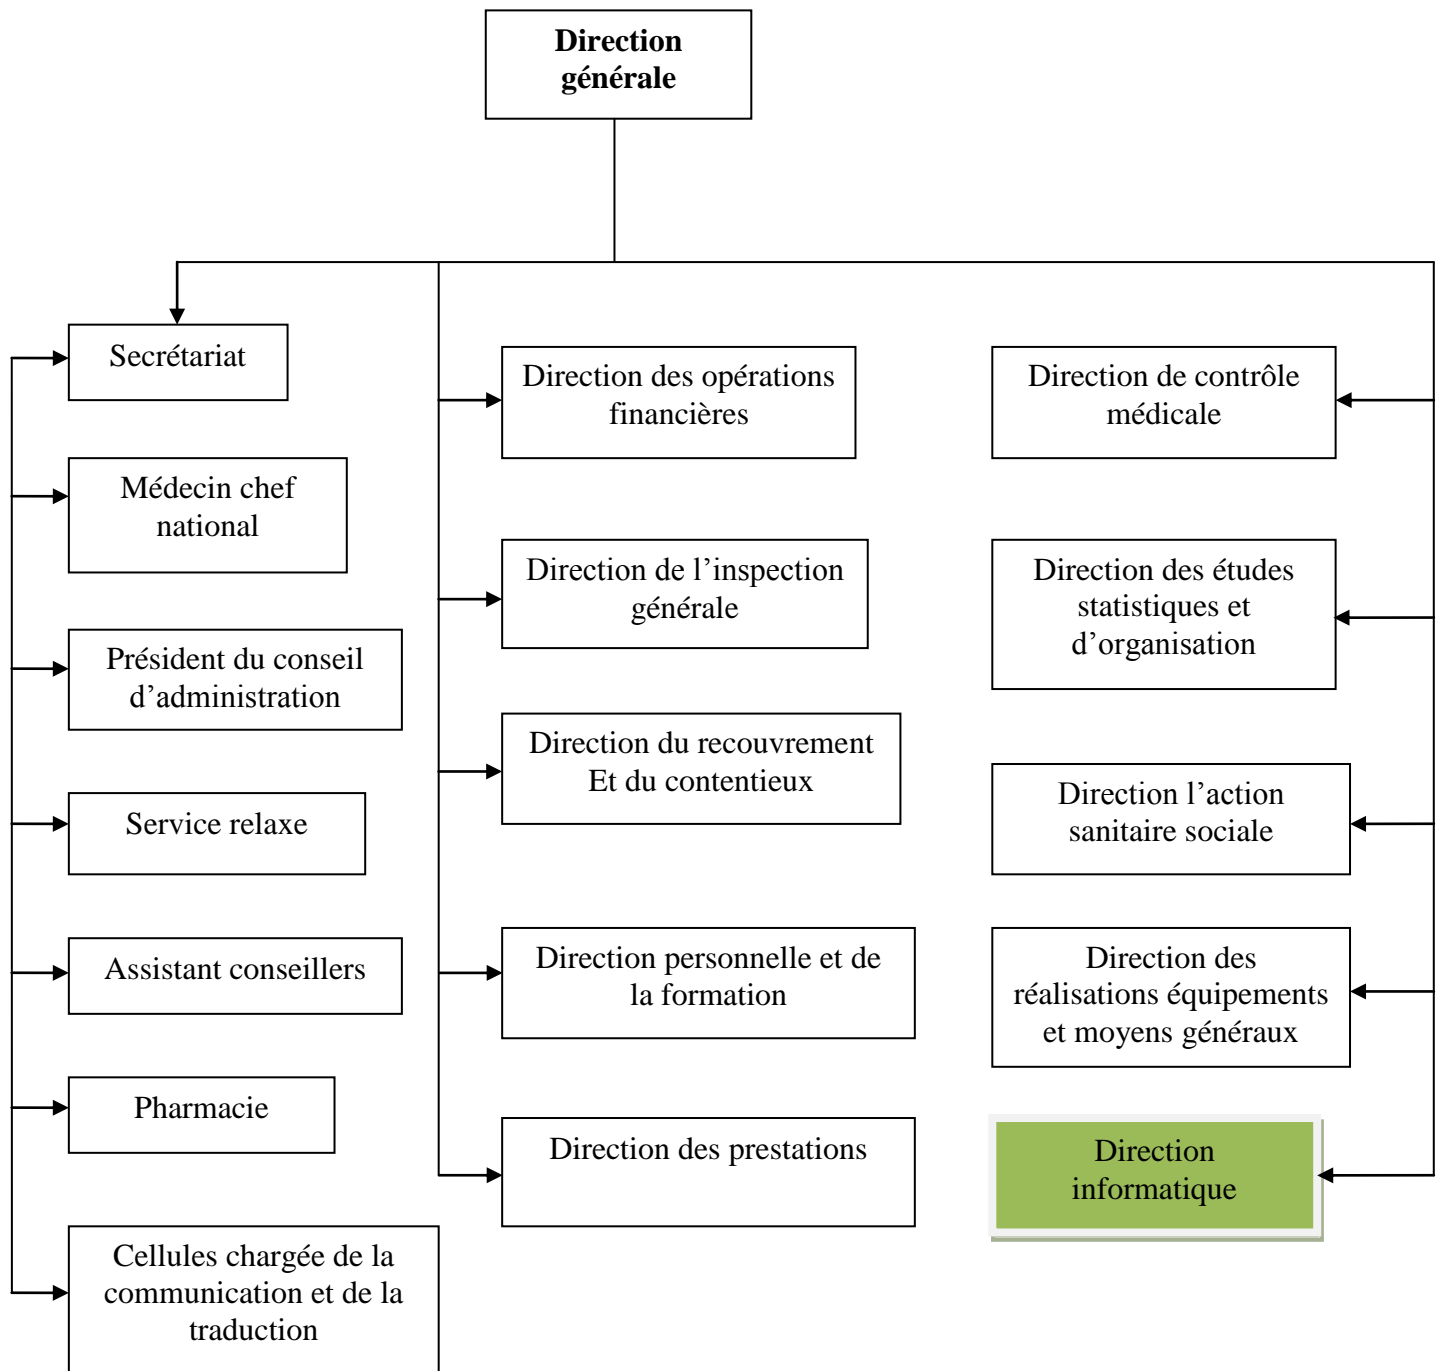 Direction
générale
Secrétariat
Médecin chef
national
Président du conseil
d’administration
Service relaxe
Assistant conseillers
Pharmacie
Cellules chargée de la
communication et de la
traduction
Direction des opérations
financières
Direction de l’inspection
générale
Direction du recouvrement
Et du contentieux
Direction personnelle et de
la formation
Direction des prestations
Direction de contrôle
médicale
Direction des études
statistiques et
d’organisation
Direction l’action
sanitaire sociale
Direction des
réalisations équipements
et moyens généraux
Direction
informatique